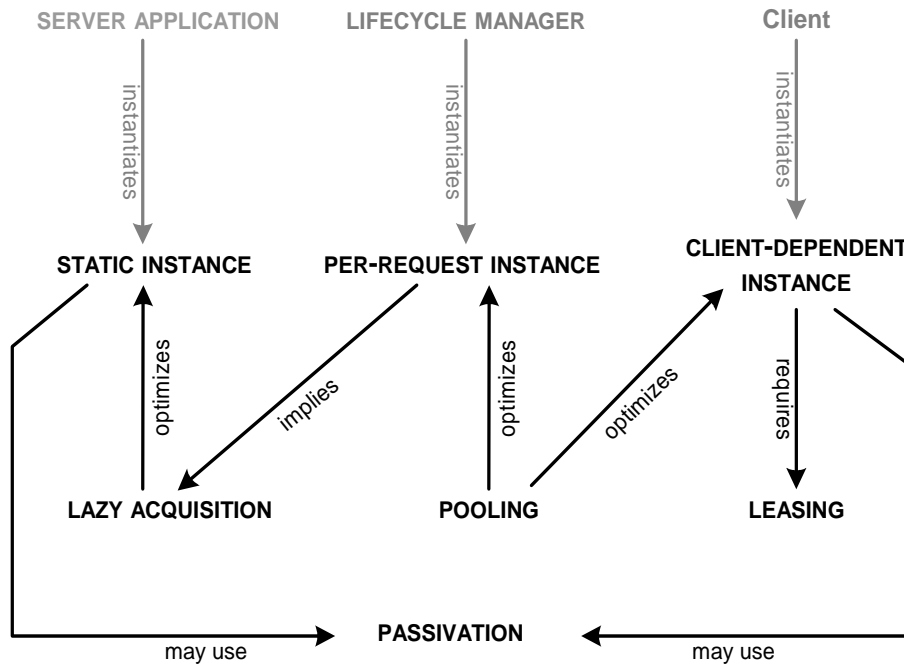 SERVER APPLICATION
LIFECYCLE MANAGER
Client
instantiates
instantiates
instantiates
STATIC INSTANCE
PER-REQUEST INSTANCE
CLIENT-DEPENDENT
INSTANCE
optimizes
implies
optimizes
optimizes
requires
LAZY ACQUISITION
POOLING
LEASING
PASSIVATION
may use
may use